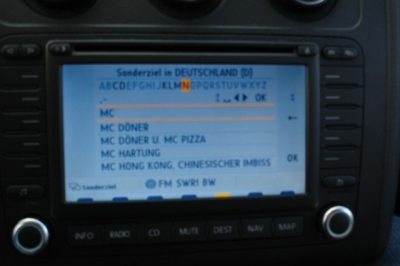 Sonderziel in DEUTSCHLAND (D)
ABCDEFGHIJKLMNOPQRSTUVWXYZ
,- OK
MC
MC DÖNER
MC DÖNER U. MC PIZZA
MC HARTUNG
MC HONG KONG, CHINESISCHER IMBISS OK
Sonderziel FM SWR1 BW
INFO RADIO CD MUTE DEST NAV MAP